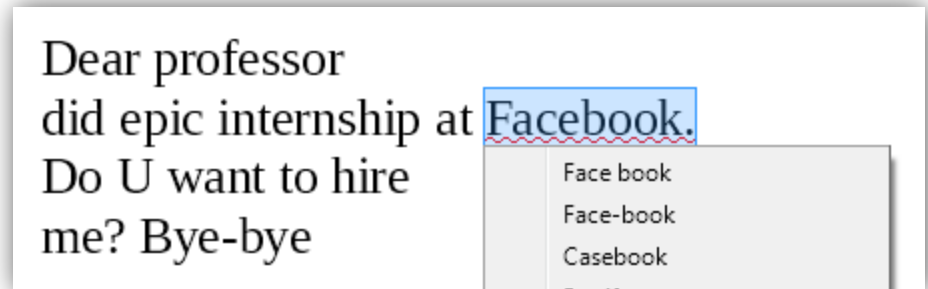 Dear professor
did epic internship at Facebook.
Do U want to hire
me? Bye-bye
Face book
Face-book
Casebook